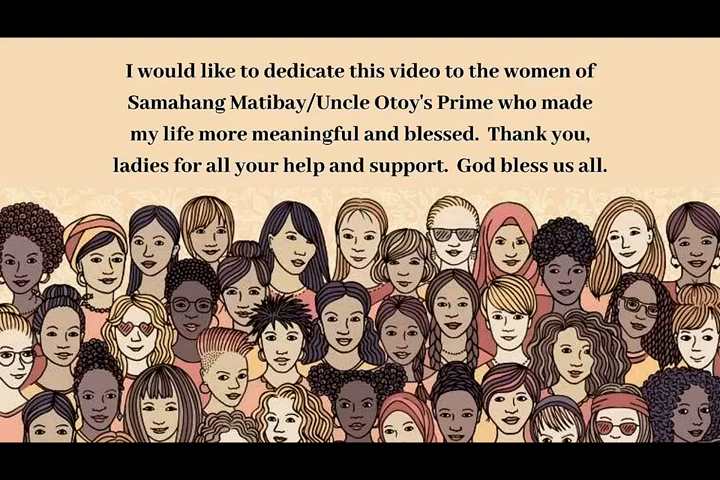 I would like to dedicate this video to the women of
Samahang Matibay/Uncle Otoy's Prime who made
my life more meaningful and blessed.  Thank you,
ladies for all your help and support.  God bless us all.